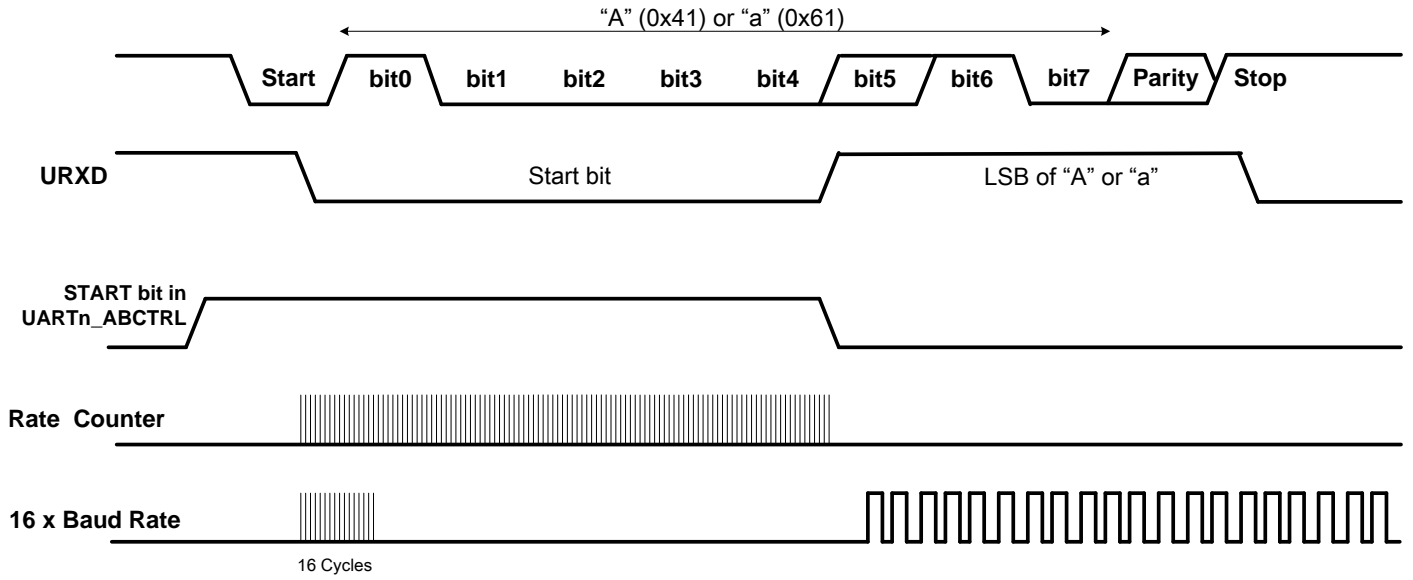 “A” (0x41) or “a” (0x61)
Start bit0 bit1 bit2 bit3 bit4 bit5 bit6 bit7 Parity Stop
URXD Start bit LSB of “A” or “a”
START bit in
UARTn_ABCTRL
Rate Counter
16 x Baud Rate
16 Cycles